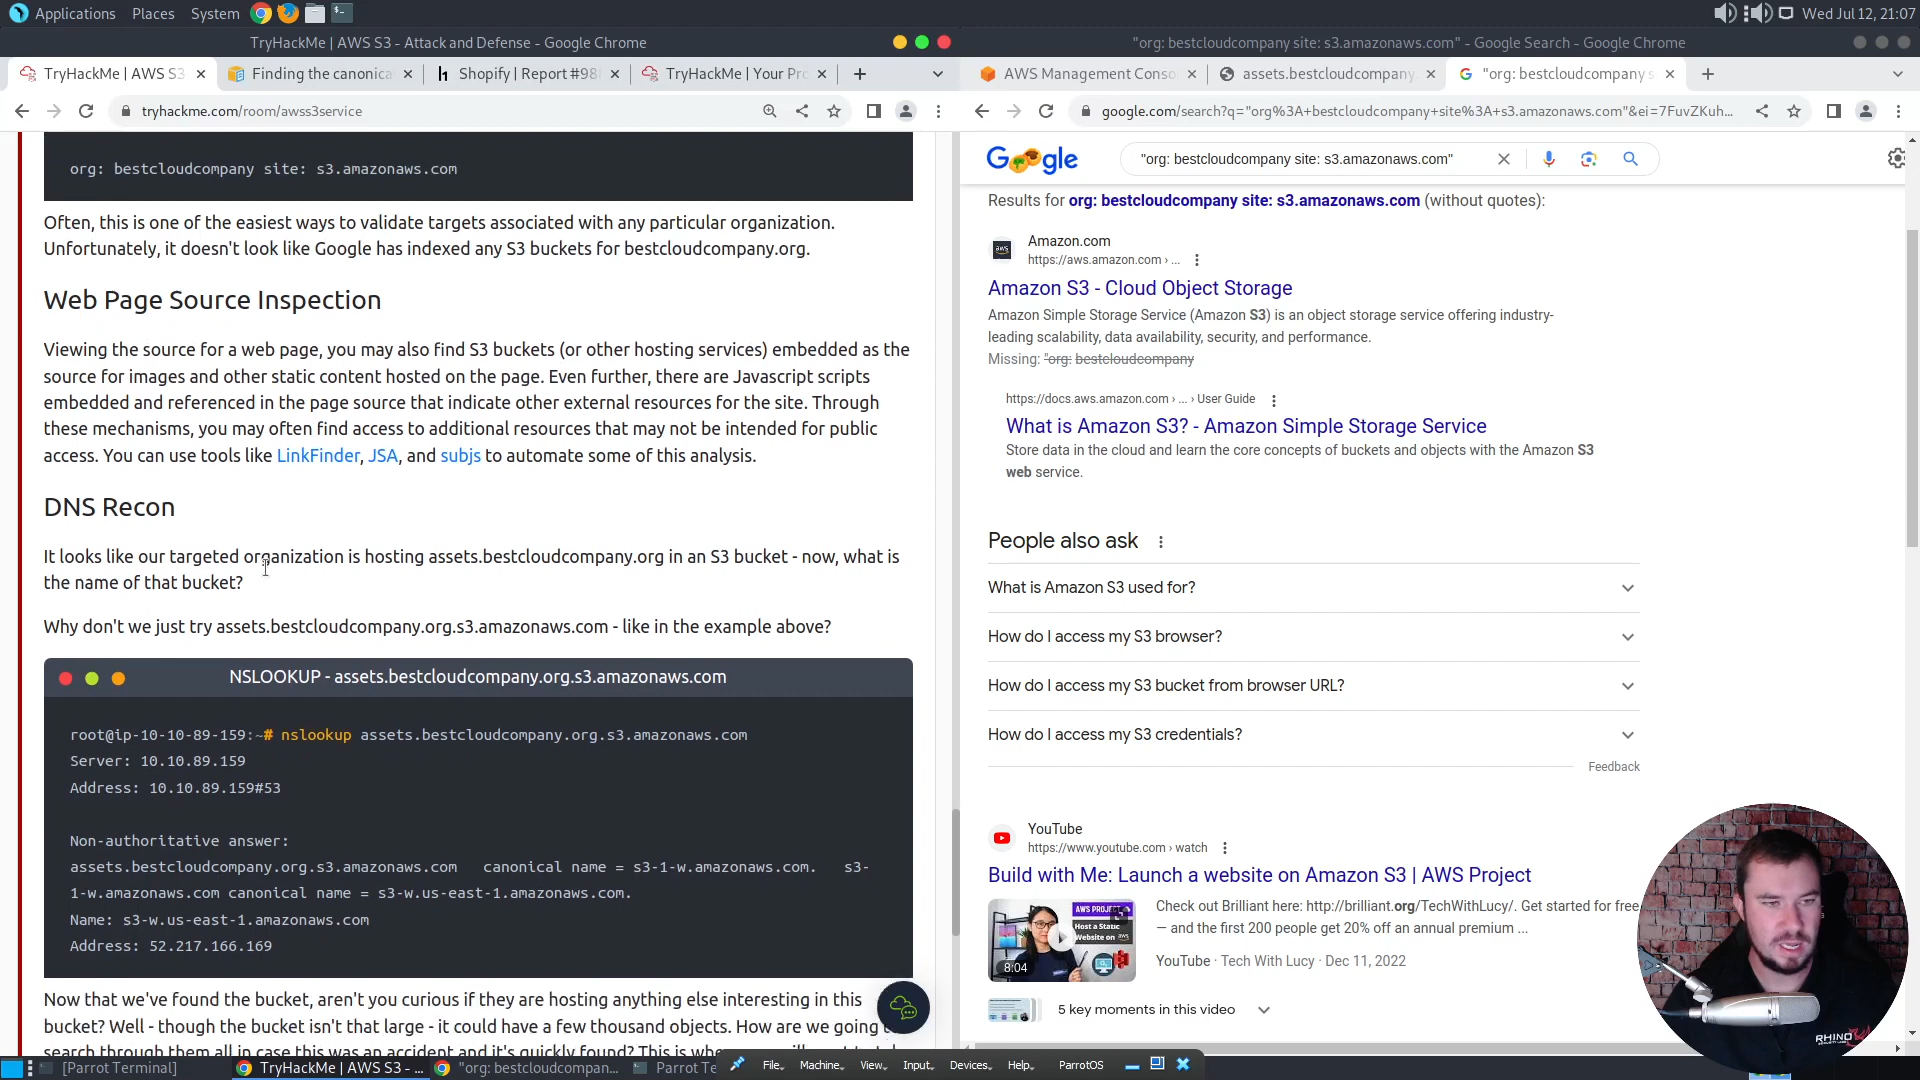 Applications Places System
Wed Jul 12, 21:07
TryHackMe | AWS S3 - Attack and Defense - Google Chrome
"org: bestcloudcompany site: s3.amazonaws.com" - Google Search - Google Chrome
TryHackMe | AWS S3
Finding the canonica
Shopify | Report #98
TryHackMe | Your Pro
AWS Management Conso
assets.bestcloudcompany.
"org: bestcloudcompany s
tryhackme.com/room/awss3service
google.com/search?q="org%3A+bestcloudcompany+site%3A+s3.amazonaws.com"&ei=7FuvZKuh...
org: bestcloudcompany site: s3.amazonaws.com
Often, this is one of the easiest ways to validate targets associated with any particular organization.
Unfortunately, it doesn't look like Google has indexed any S3 buckets for bestcloudcompany.org.
Web Page Source Inspection
Viewing the source for a web page, you may also find S3 buckets (or other hosting services) embedded as the
source for images and other static content hosted on the page. Even further, there are Javascript scripts
embedded and referenced in the page source that indicate other external resources for the site. Through
these mechanisms, you may often find access to additional resources that may not be intended for public
access. You can use tools like LinkFinder, JSA, and subjs to automate some of this analysis.
DNS Recon
It looks like our targeted organization is hosting assets.bestcloudcompany.org in an S3 bucket - now, what is
the name of that bucket?
Why don't we just try assets.bestcloudcompany.org.s3.amazonaws.com - like in the example above?
NSLOOKUP - assets.bestcloudcompany.org.s3.amazonaws.com
root@ip-10-10-89-159:~# nslookup assets.bestcloudcompany.org.s3.amazonaws.com
Server: 10.10.89.159
Address: 10.10.89.159#53
Non-authoritative answer:
assets.bestcloudcompany.org.s3.amazonaws.com canonical name = s3-1-w.amazonaws.com. s3-
1-w.amazonaws.com canonical name = s3-w.us-east-1.amazonaws.com.
Name: s3-w.us-east-1.amazonaws.com
Address: 52.217.166.169
Now that we've found the bucket, aren't you curious if they are hosting anything else interesting in this
bucket? Well - though the bucket isn't that large - it could have a few thousand objects. How are we going
Google
"org: bestcloudcompany site: s3.amazonaws.com"
Results for org: bestcloudcompany site: s3.amazonaws.com (without quotes):
aws
Amazon.com
https://aws.amazon.com › ...
Amazon S3 - Cloud Object Storage
Amazon Simple Storage Service (Amazon S3) is an object storage service offering industry-
leading scalability, data availability, security, and performance.
Missing: "org: bestcloudcompany
https://docs.aws.amazon.com › ... › User Guide
What is Amazon S3? - Amazon Simple Storage Service
Store data in the cloud and learn the core concepts of buckets and objects with the Amazon S3
web service.
People also ask
What is Amazon S3 used for?
How do I access my S3 browser?
How do I access my S3 bucket from browser URL?
How do I access my S3 credentials?
Feedback
YouTube
https://www.youtube.com › watch
Build with Me: Launch a website on Amazon S3 | AWS Project
AWS PROJECT
Host a Static
Website on
8:04
Check out Brilliant here: http://brilliant.org/TechWithLucy/. Get started for free
— and the first 200 people get 20% off an annual premium ...
YouTube · Tech With Lucy · Dec 11, 2022
5 key moments in this video
RHINO
[Parrot Terminal]
TryHackMe | AWS S3 - ...
"org: bestcloudcompan...
Parrot Te
File Machine View Input Devices Help ParrotOS